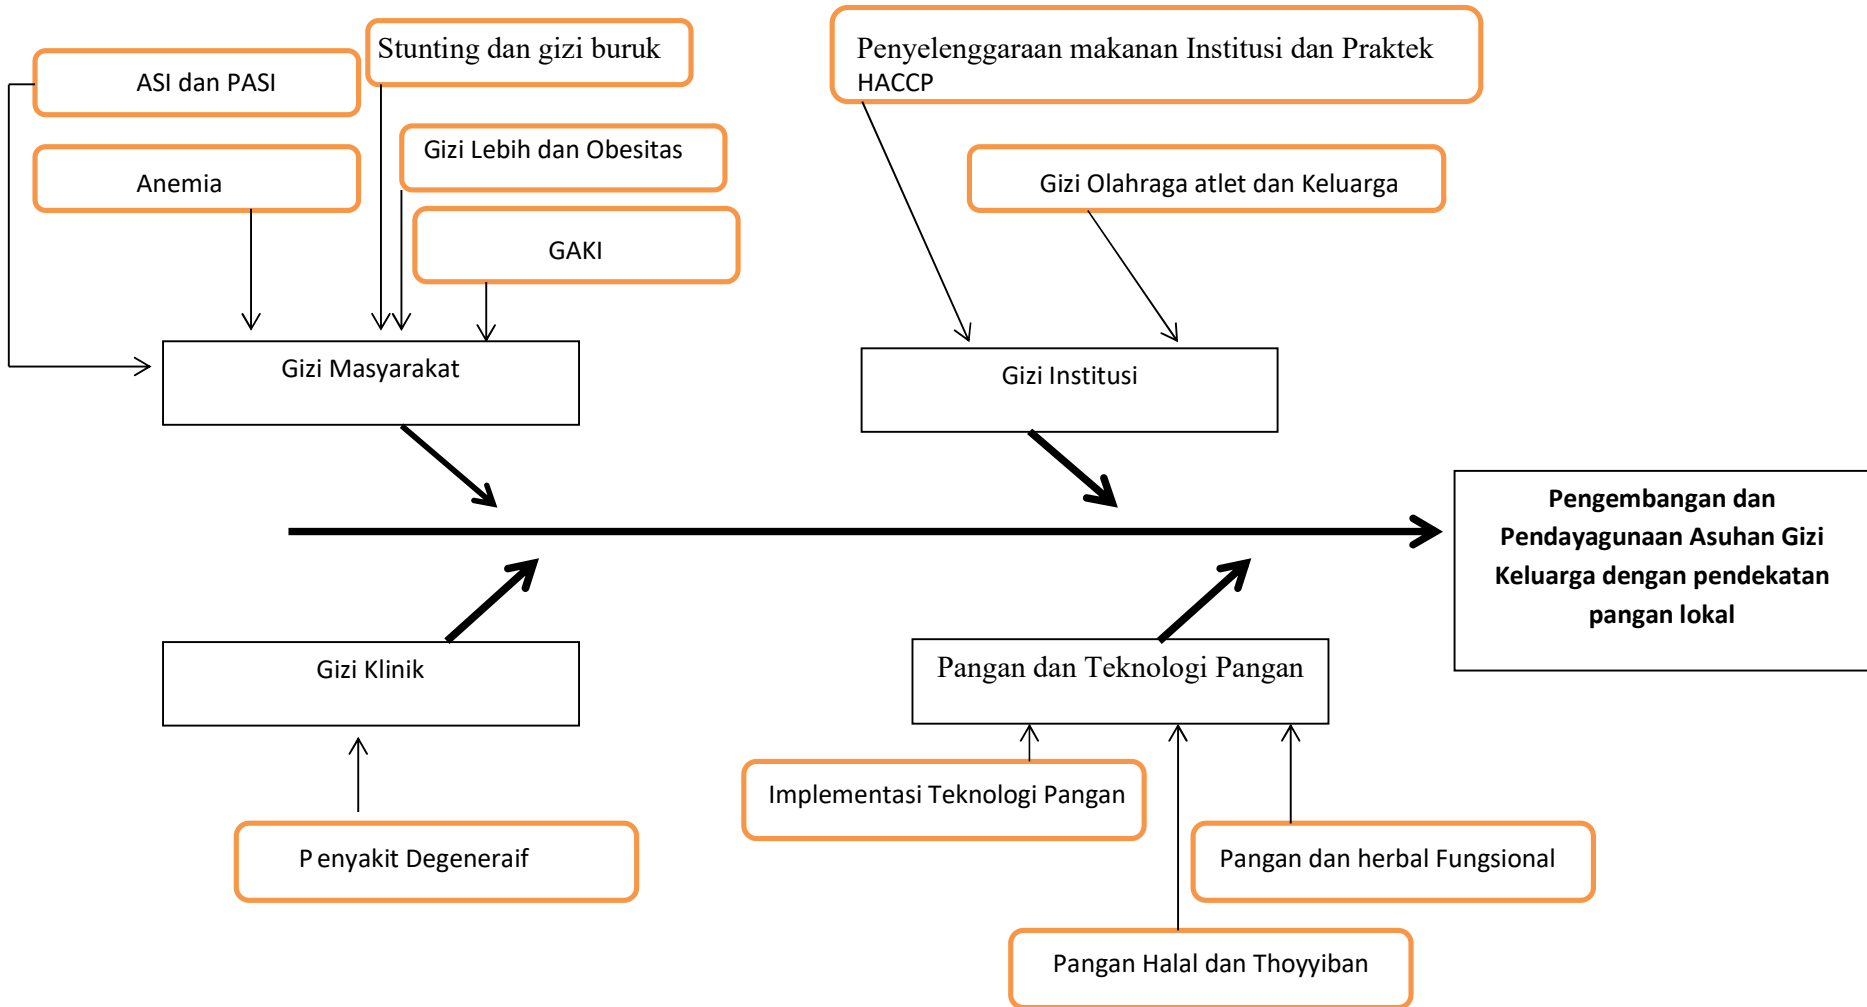 ASI dan PASI
Stunting dan gizi buruk
Penyelenggaraan makanan Institusi dan Praktek
HACCP
Anemia
Gizi Lebih dan Obesitas
Gizi Olahraga atlet dan Keluarga
GAKI
Gizi Masyarakat
Gizi Institusi
Pengembangan dan
Pendayagunaan Asuhan Gizi
Keluarga dengan pendekatan
pangan lokal
Gizi Klinik
Pangan dan Teknologi Pangan
Implementasi Teknologi Pangan
Penyakit Degeneraif
Pangan dan herbal Fungsional
Pangan Halal dan Thoyyiban